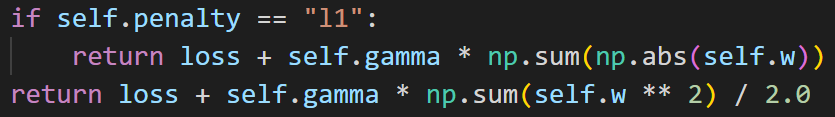 if self.penalty == "l1":
    return loss + self.gamma * np.sum(np.abs(self.w))
return loss + self.gamma * np.sum(self.w ** 2) / 2.0